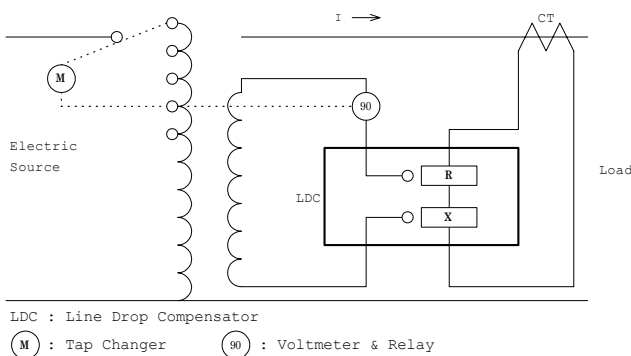 I
CT
M
90
Electric
Source
R
Load
LDC
X
LDC : Line Drop Compensator
M : Tap Changer 90 : Voltmeter & Relay